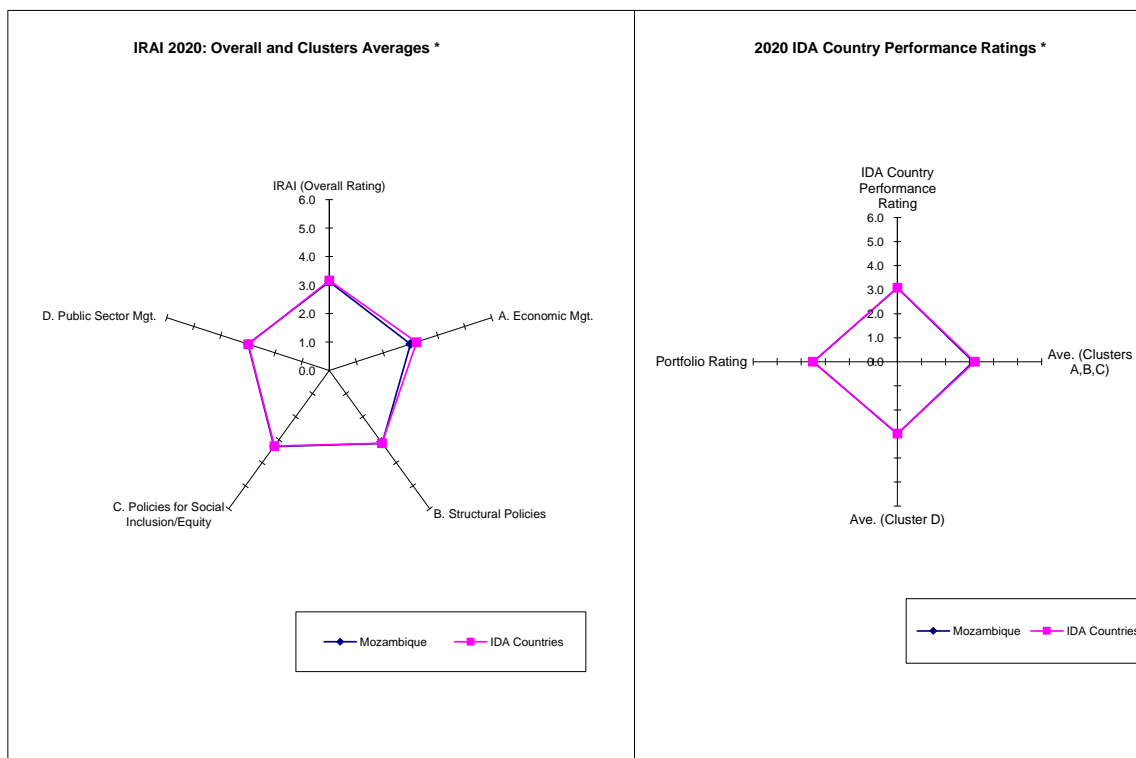 IRAI 2020: Overall and Clusters Averages *
IRAI (Overall Rating)
6.0
5.0
4.0
3.0
2.0
1.0
0.0
A. Economic Mgt.
B. Structural Policies
C. Policies for Social
Inclusion/Equity
D. Public Sector Mgt.
Mozambique
IDA Countries
2020 IDA Country Performance Ratings *
IDA Country
Performance
Rating
6.0
5.0
4.0
3.0
2.0
1.0
0.0
Ave. (Clusters
A,B,C)
Ave. (Cluster D)
Portfolio Rating
Mozambique
IDA Countries